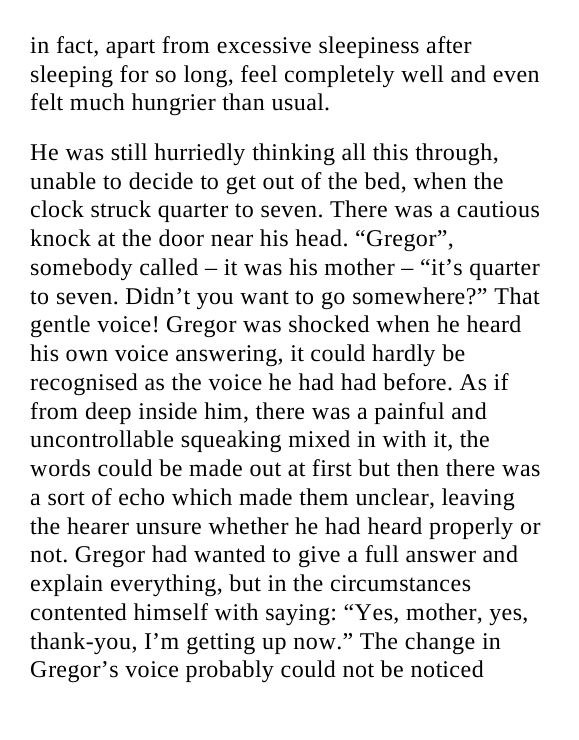 in fact, apart from excessive sleepiness after
sleeping for so long, feel completely well and even
felt much hungrier than usual.
He was still hurriedly thinking all this through,
unable to decide to get out of the bed, when the
clock struck quarter to seven. There was a cautious
knock at the door near his head. “Gregor”,
somebody called – it was his mother – “it’s quarter
to seven. Didn’t you want to go somewhere?” That
gentle voice! Gregor was shocked when he heard
his own voice answering, it could hardly be
recognised as the voice he had had before. As if
from deep inside him, there was a painful and
uncontrollable squeaking mixed in with it, the
words could be made out at first but then there was
a sort of echo which made them unclear, leaving
the hearer unsure whether he had heard properly or
not. Gregor had wanted to give a full answer and
explain everything, but in the circumstances
contented himself with saying: “Yes, mother, yes,
thank-you, I’m getting up now.” The change in
Gregor’s voice probably could not be noticed